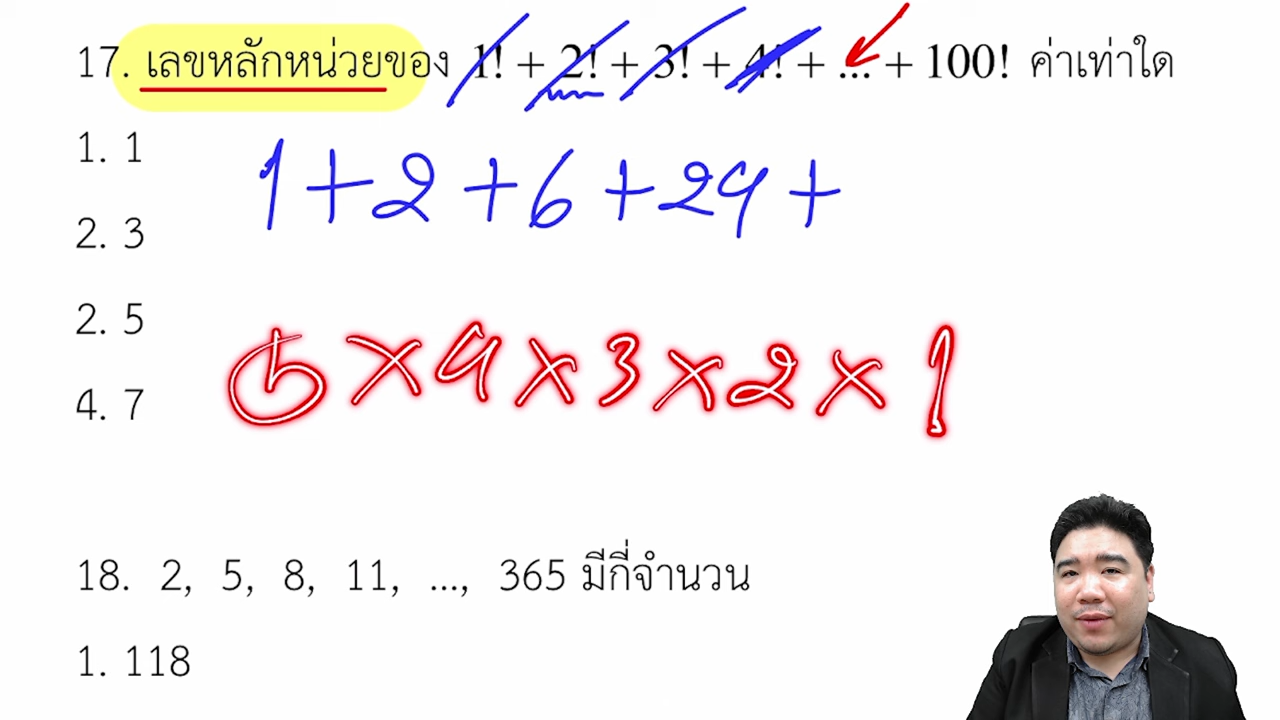 17. เลขหลักหน่วยของ 1! + 2! + 3! + 4! + ... + 100! ค่าเท่าใด
1. 1
1 + 2 + 6 + 24 +
2. 3
2. 5
5 × 4 × 3 × 2 × 1
4. 7
18. 2, 5, 8, 11, ..., 365 มีกี่จำนวน
1. 118